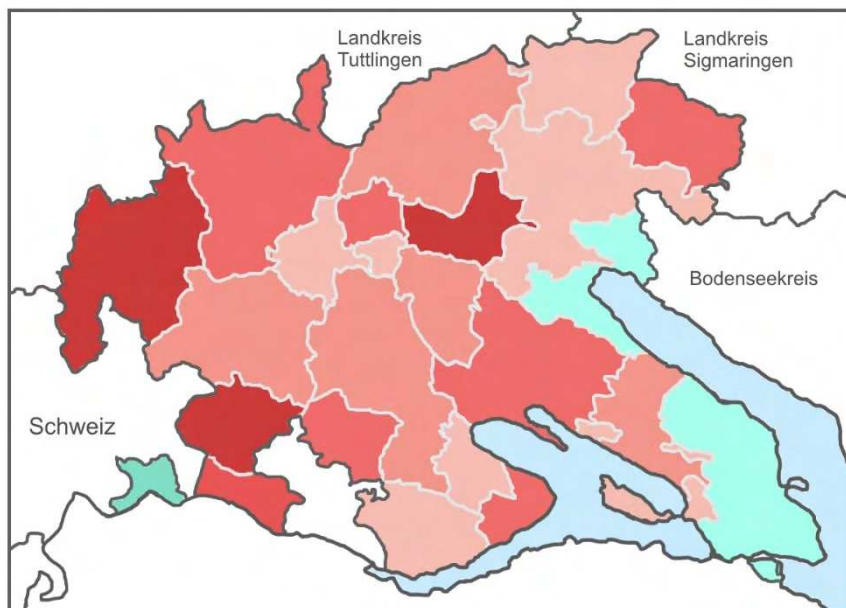 Landkreis
Tuttlingen
Landkreis
Sigmaringen
Bodenseekreis
Schweiz